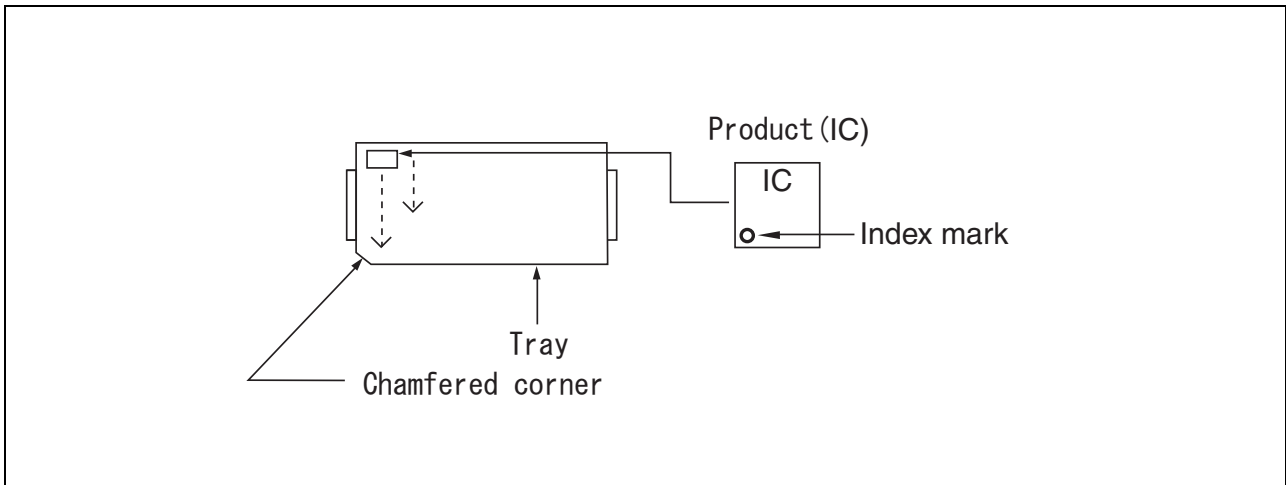 Product(IC)
IC
Index mark
Tray
Chamfered corner